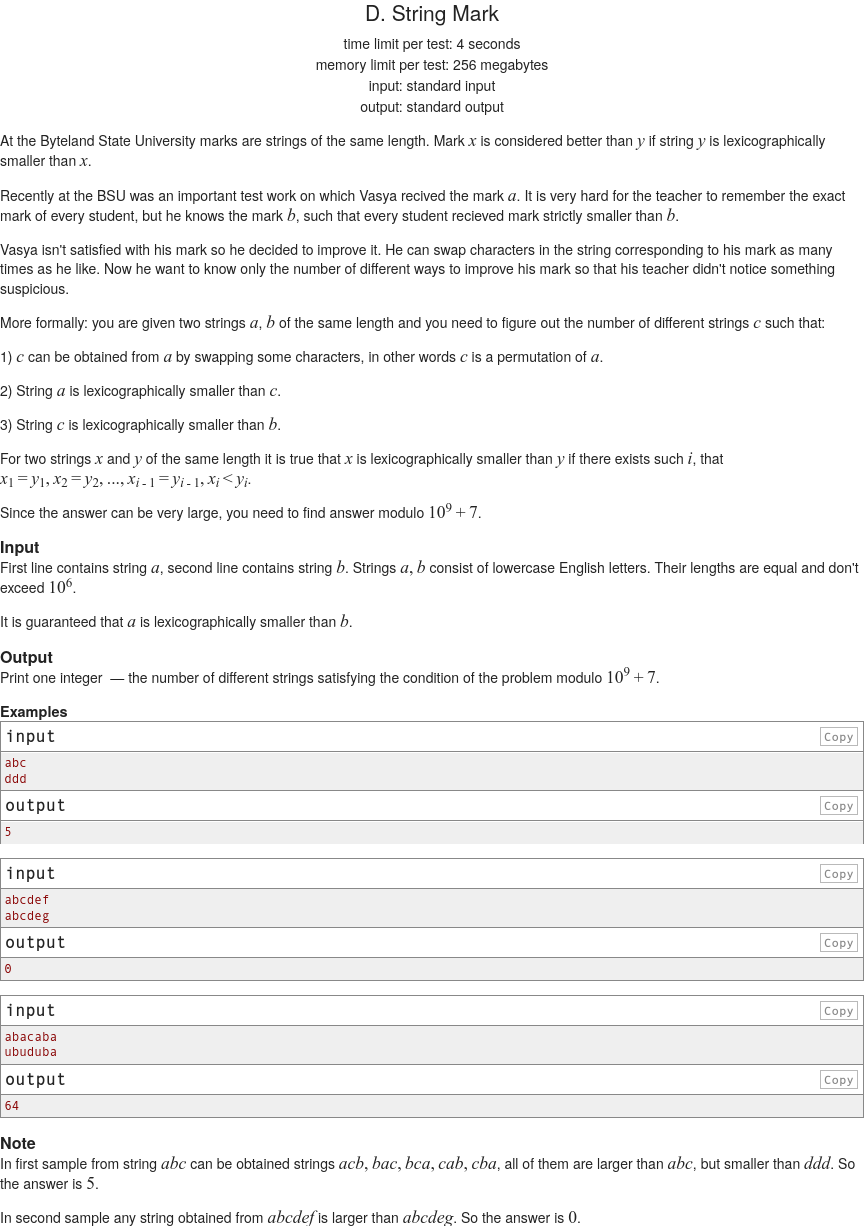 D. String Mark
time limit per test: 4 seconds
memory limit per test: 256 megabytes
input: standard input
output: standard output
At the Byteland State University marks are strings of the same length. Mark x is considered better than y if string y is lexicographically
smaller than x.
Recently at the BSU was an important test work on which Vasya recived the mark a. It is very hard for the teacher to remember the exact
mark of every student, but he knows the mark b, such that every student recieved mark strictly smaller than b.
Vasya isn't satisfied with his mark so he decided to improve it. He can swap characters in the string corresponding to his mark as many
times as he like. Now he want to know only the number of different ways to improve his mark so that his teacher didn't notice something
suspicious.
More formally: you are given two strings a, b of the same length and you need to figure out the number of different strings c such that:
1) c can be obtained from a by swapping some characters, in other words c is a permutation of a.
2) String a is lexicographically smaller than c.
3) String c is lexicographically smaller than b.
For two strings x and y of the same length it is true that x is lexicographically smaller than y if there exists such i, that
x1 = y1, x2 = y2, ..., xi - 1 = yi - 1, xi < yi.
Since the answer can be very large, you need to find answer modulo 10^9 + 7.
Input
First line contains string a, second line contains string b. Strings a, b consist of lowercase English letters. Their lengths are equal and don't
exceed 10^6.
It is guaranteed that a is lexicographically smaller than b.
Output
Print one integer — the number of different strings satisfying the condition of the problem modulo 10^9 + 7.
Examples
input Copy
abc
ddd
output Copy
5
input Copy
abcdef
abcdeg
output Copy
0
input Copy
abacaba
ubuduba
output Copy
64
Note
In first sample from string abc can be obtained strings acb, bac, bca, cab, cba, all of them are larger than abc, but smaller than ddd. So
the answer is 5.
In second sample any string obtained from abcdef is larger than abcdeg. So the answer is 0.